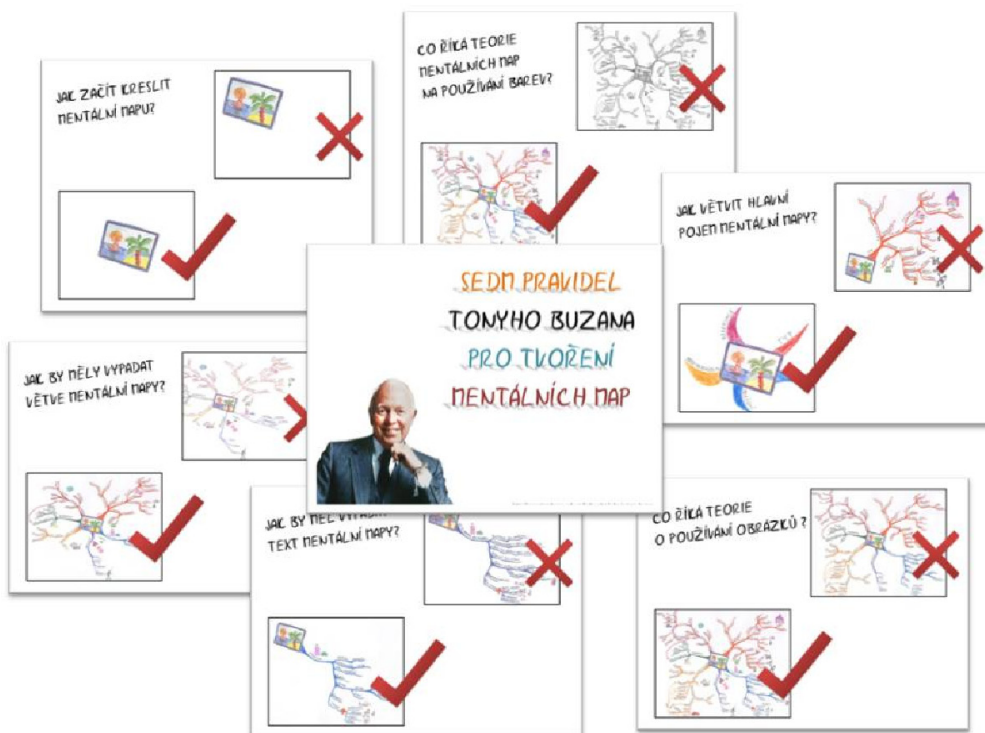 CO ŘÍKÁ TEORIE
MENTÁLNÍCH MAP
NA POUŽÍVÁNÍ BAREV?
JAK ZAČÍT KRESLIT
MENTÁLNÍ MAPU?
JAK VĚTVIT HLAVNÍ
POJEM MENTÁLNÍ MAPY?
SEDM PRAVIDEL
TONYHO BUZANA
PRO TVOŘENÍ
MENTÁLNÍCH MAP
JAK BY MĚLY VYPADAT
VĚTVE MENTÁLNÍ MAPY?
JAK BY MĚL VYPADAT
TEXT MENTÁLNÍ MAPY?
CO ŘÍKÁ TEORIE
O POUŽÍVÁNÍ OBRÁZKŮ?